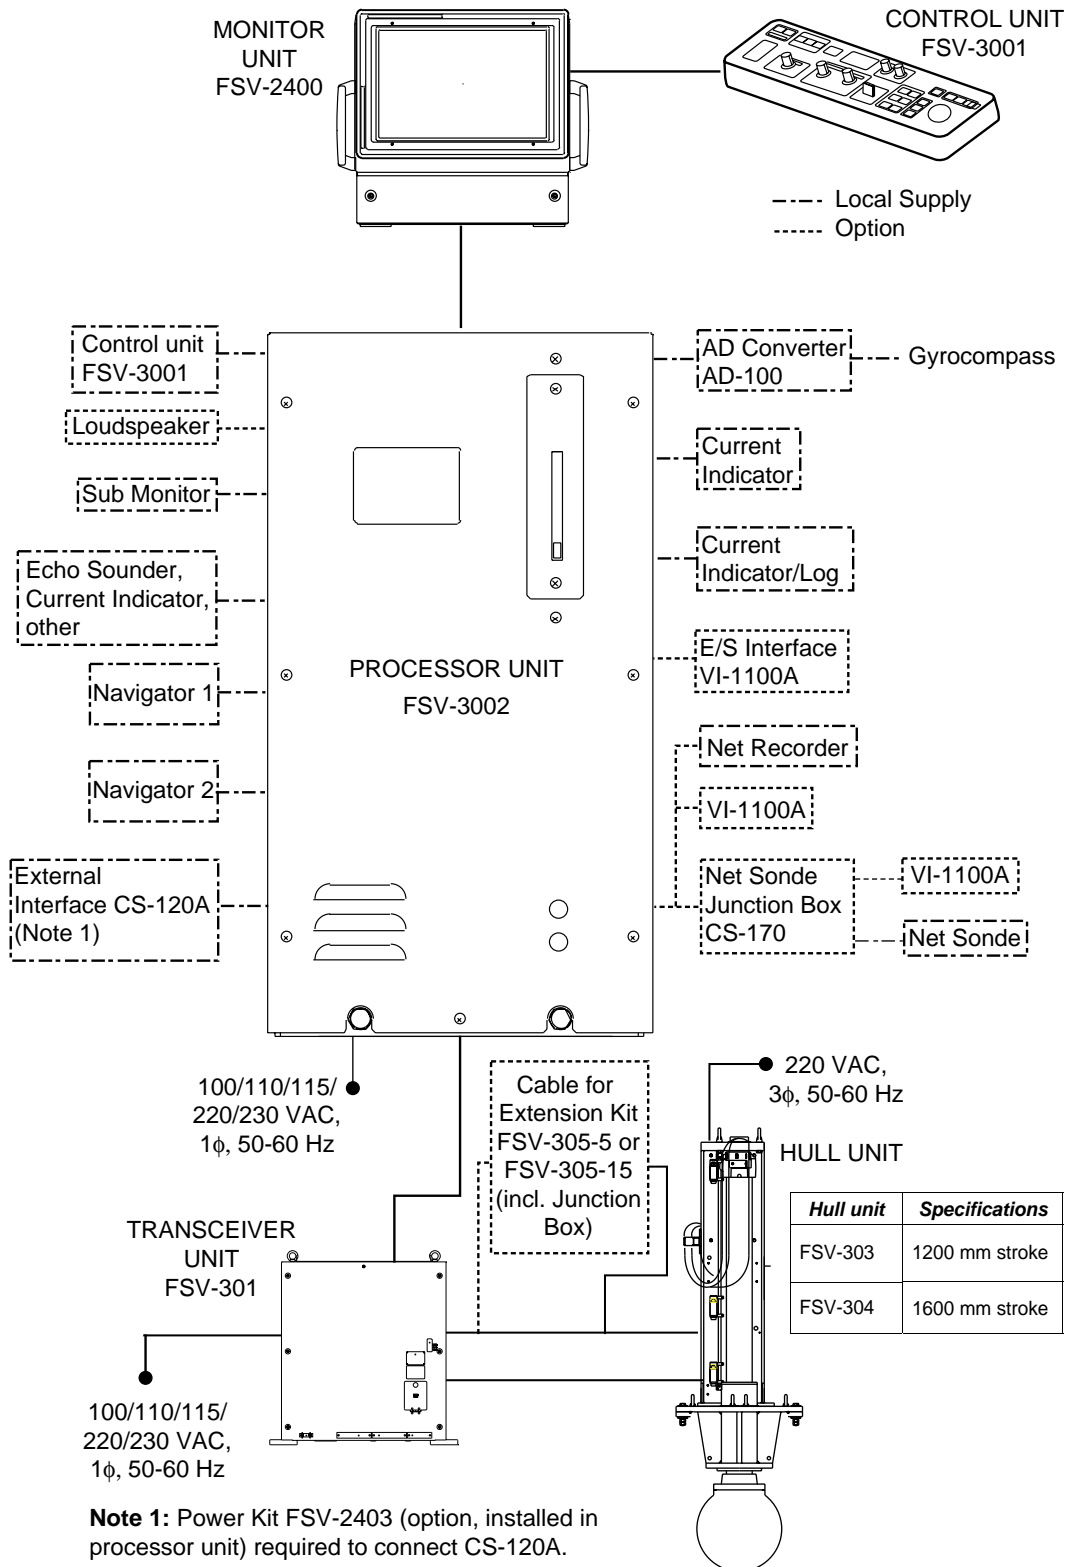 MONITOR
UNIT
FSV-2400
CONTROL UNIT
FSV-3001
Local Supply
Option
Control unit
FSV-3001
Loudspeaker
Sub Monitor
Echo Sounder,
Current Indicator,
other
Navigator 1
Navigator 2
External
Interface CS-120A
(Note 1)
PROCESSOR UNIT
FSV-3002
AD Converter
AD-100
Gyrocompass
Current
Indicator
Current
Indicator/Log
E/S Interface
VI-1100A
Net Recorder
VI-1100A
Net Sonde
Junction Box
CS-170
VI-1100A
Net Sonde
100/110/115/
220/230 VAC,
1ϕ, 50-60 Hz
Cable for
Extension Kit
FSV-305-5 or
FSV-305-15
(incl. Junction
Box)
220 VAC,
3ϕ, 50-60 Hz
HULL UNIT
Hull unit Specifications
FSV-303 1200 mm stroke
FSV-304 1600 mm stroke
TRANSCEIVER
UNIT
FSV-301
100/110/115/
220/230 VAC,
1ϕ, 50-60 Hz
Note 1: Power Kit FSV-2403 (option, installed in
processor unit) required to connect CS-120A.